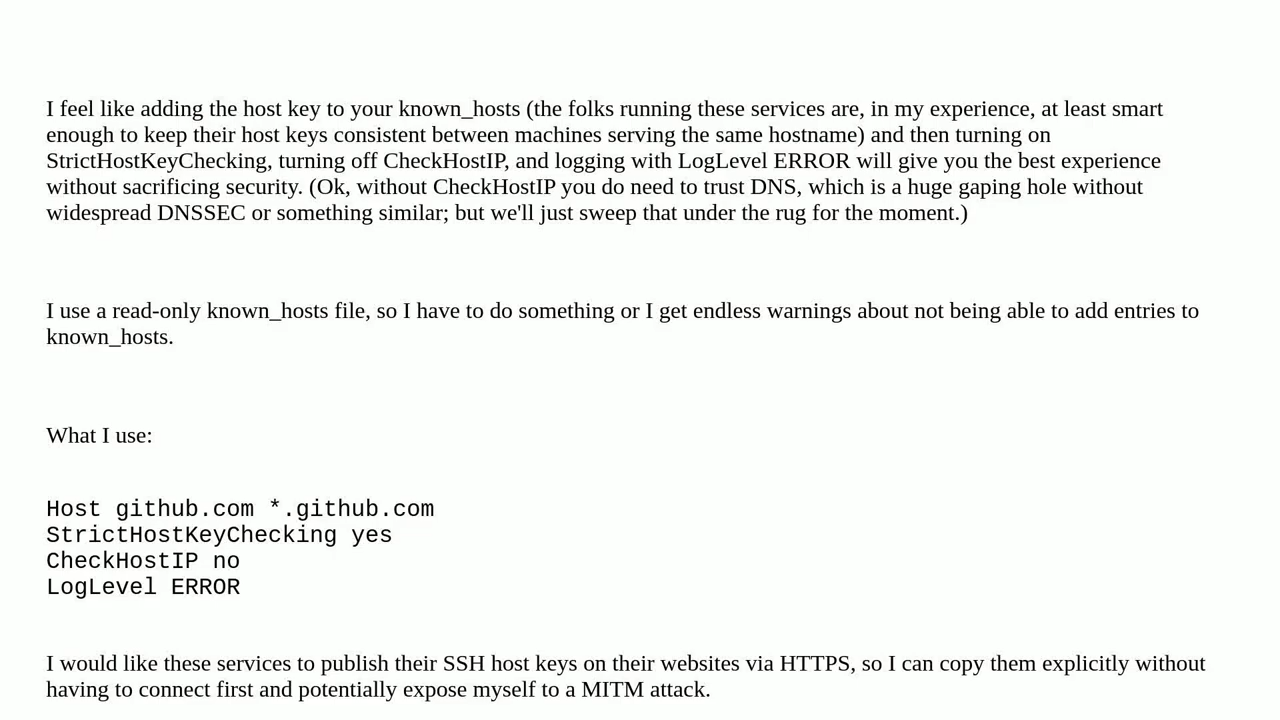 I feel like adding the host key to your known_hosts (the folks running these services are, in my experience, at least smart
enough to keep their host keys consistent between machines serving the same hostname) and then turning on
StrictHostKeyChecking, turning off CheckHostIP, and logging with LogLevel ERROR will give you the best experience
without sacrificing security. (Ok, without CheckHostIP you do need to trust DNS, which is a huge gaping hole without
widespread DNSSEC or something similar; but we'll just sweep that under the rug for the moment.)
I use a read-only known_hosts file, so I have to do something or I get endless warnings about not being able to add entries to
known_hosts.
What I use:
Host github.com *.github.com
StrictHostKeyChecking yes
CheckHostIP no
LogLevel ERROR
I would like these services to publish their SSH host keys on their websites via HTTPS, so I can copy them explicitly without
having to connect first and potentially expose myself to a MITM attack.